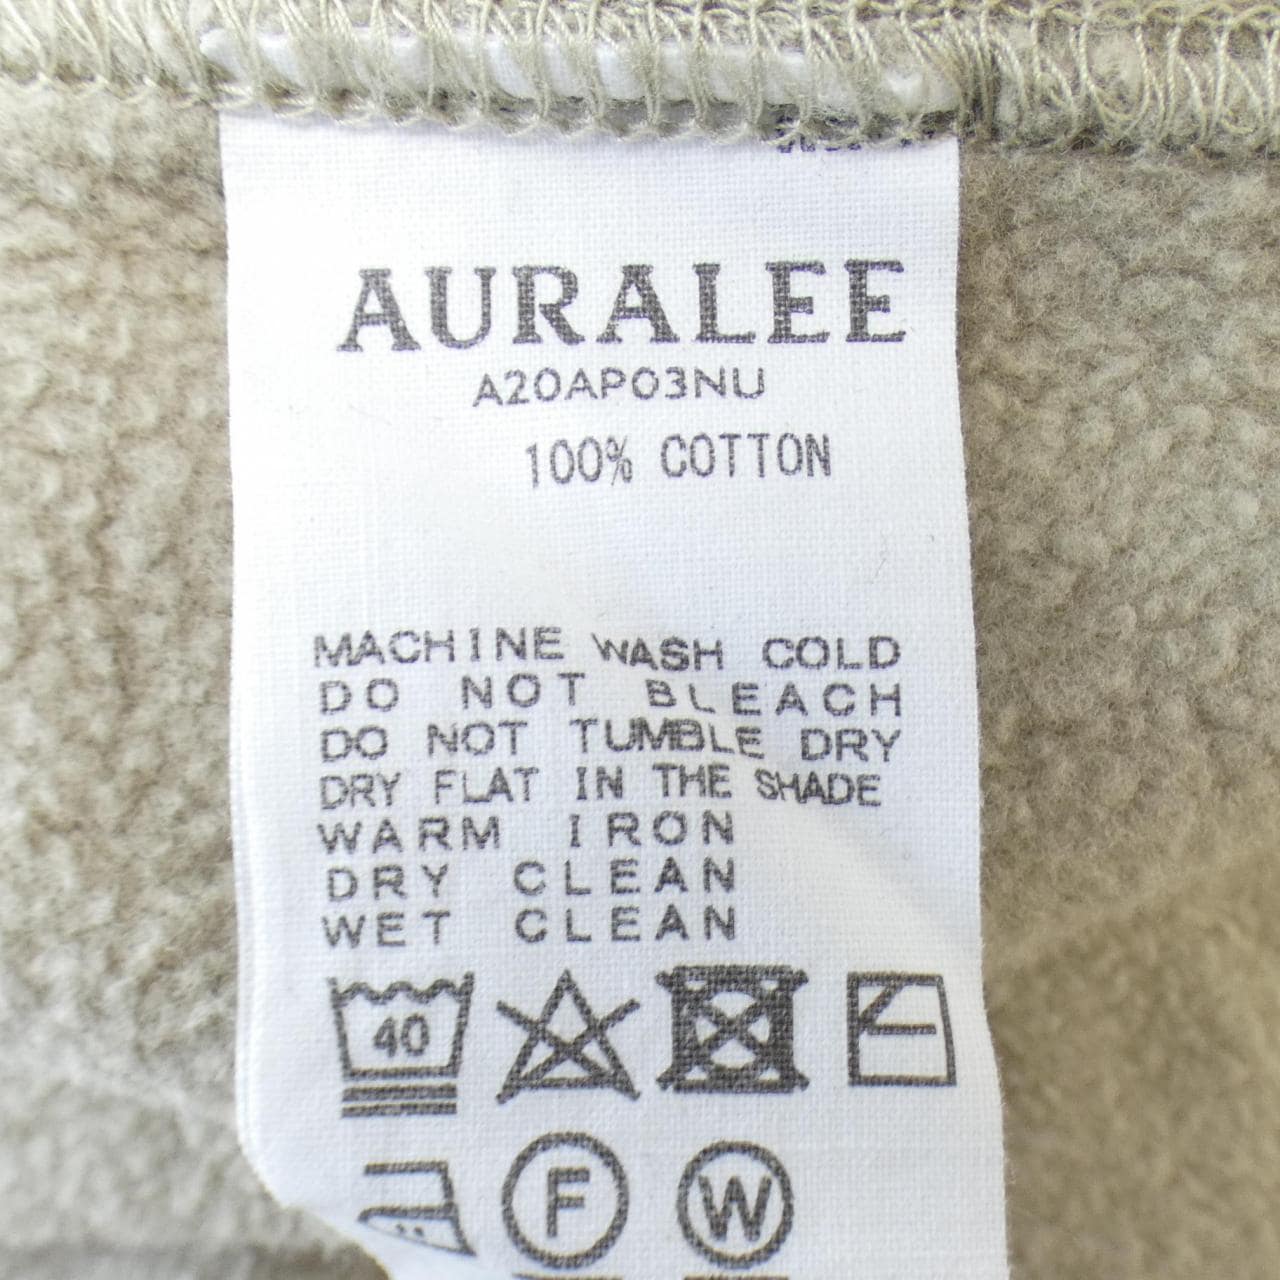 AURALEE
A20AP03NU
100% COTTON
MACHINE WASH COLD
DO NOT BLEACH
DO NOT TUMBLE DRY
DRY FLAT IN THE SHADE
WARM IRON
DRY CLEAN
WET CLEAN
40
F W